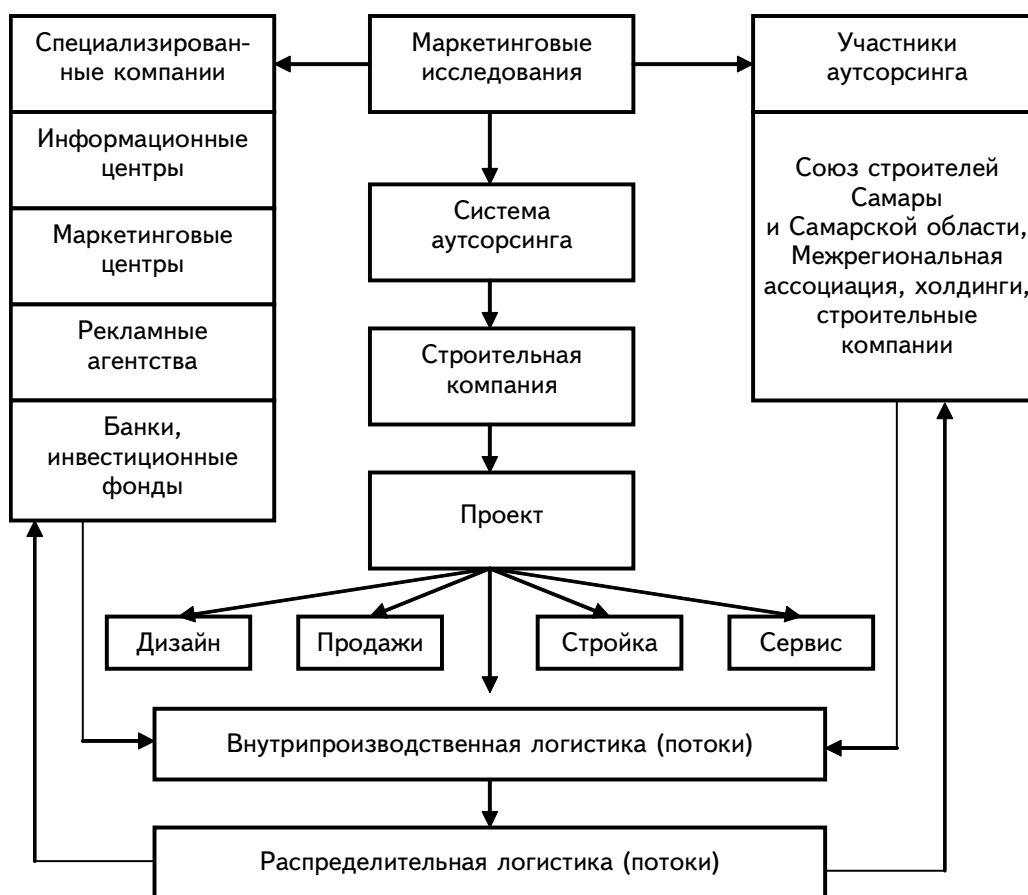 Специализирован-
ные компании
Информационные
центры
Маркетинговые
центры
Рекламные
агентства
Банки,
инвестиционные
фонды
Маркетинговые
исследования
Система
аутсорсинга
Строительная
компания
Проект
Участники
аутсорсинга
Союз строителей
Самары
и Самарской области,
Межрегиональная
ассоциация, холдинги,
строительные
компании
Дизайн
Продажи
Стройка
Сервис
Внутрипроизводственная логистика (потоки)
Распределительная логистика (потоки)